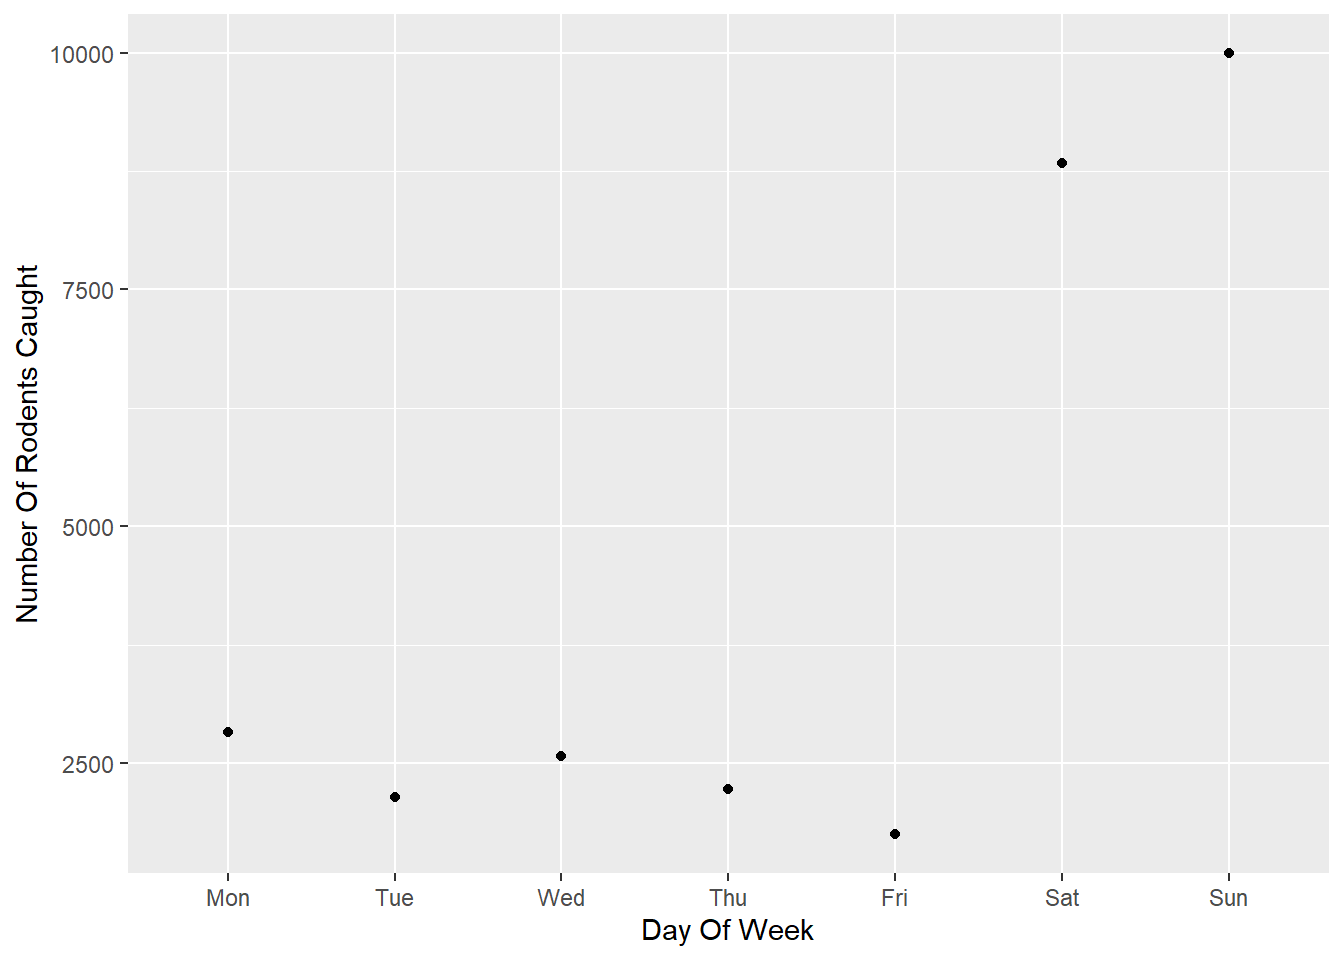 10000
7500
5000
2500
Number Of Rodents Caught
Mon Tue Wed Thu Fri Sat Sun
Day Of Week